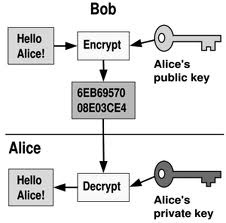 Bob
Hello
Alice!
Encrypt
Alice's
public key
6EB69570
08E03CE4
Alice
Hello
Alice!
Decrypt
Alice's
private key